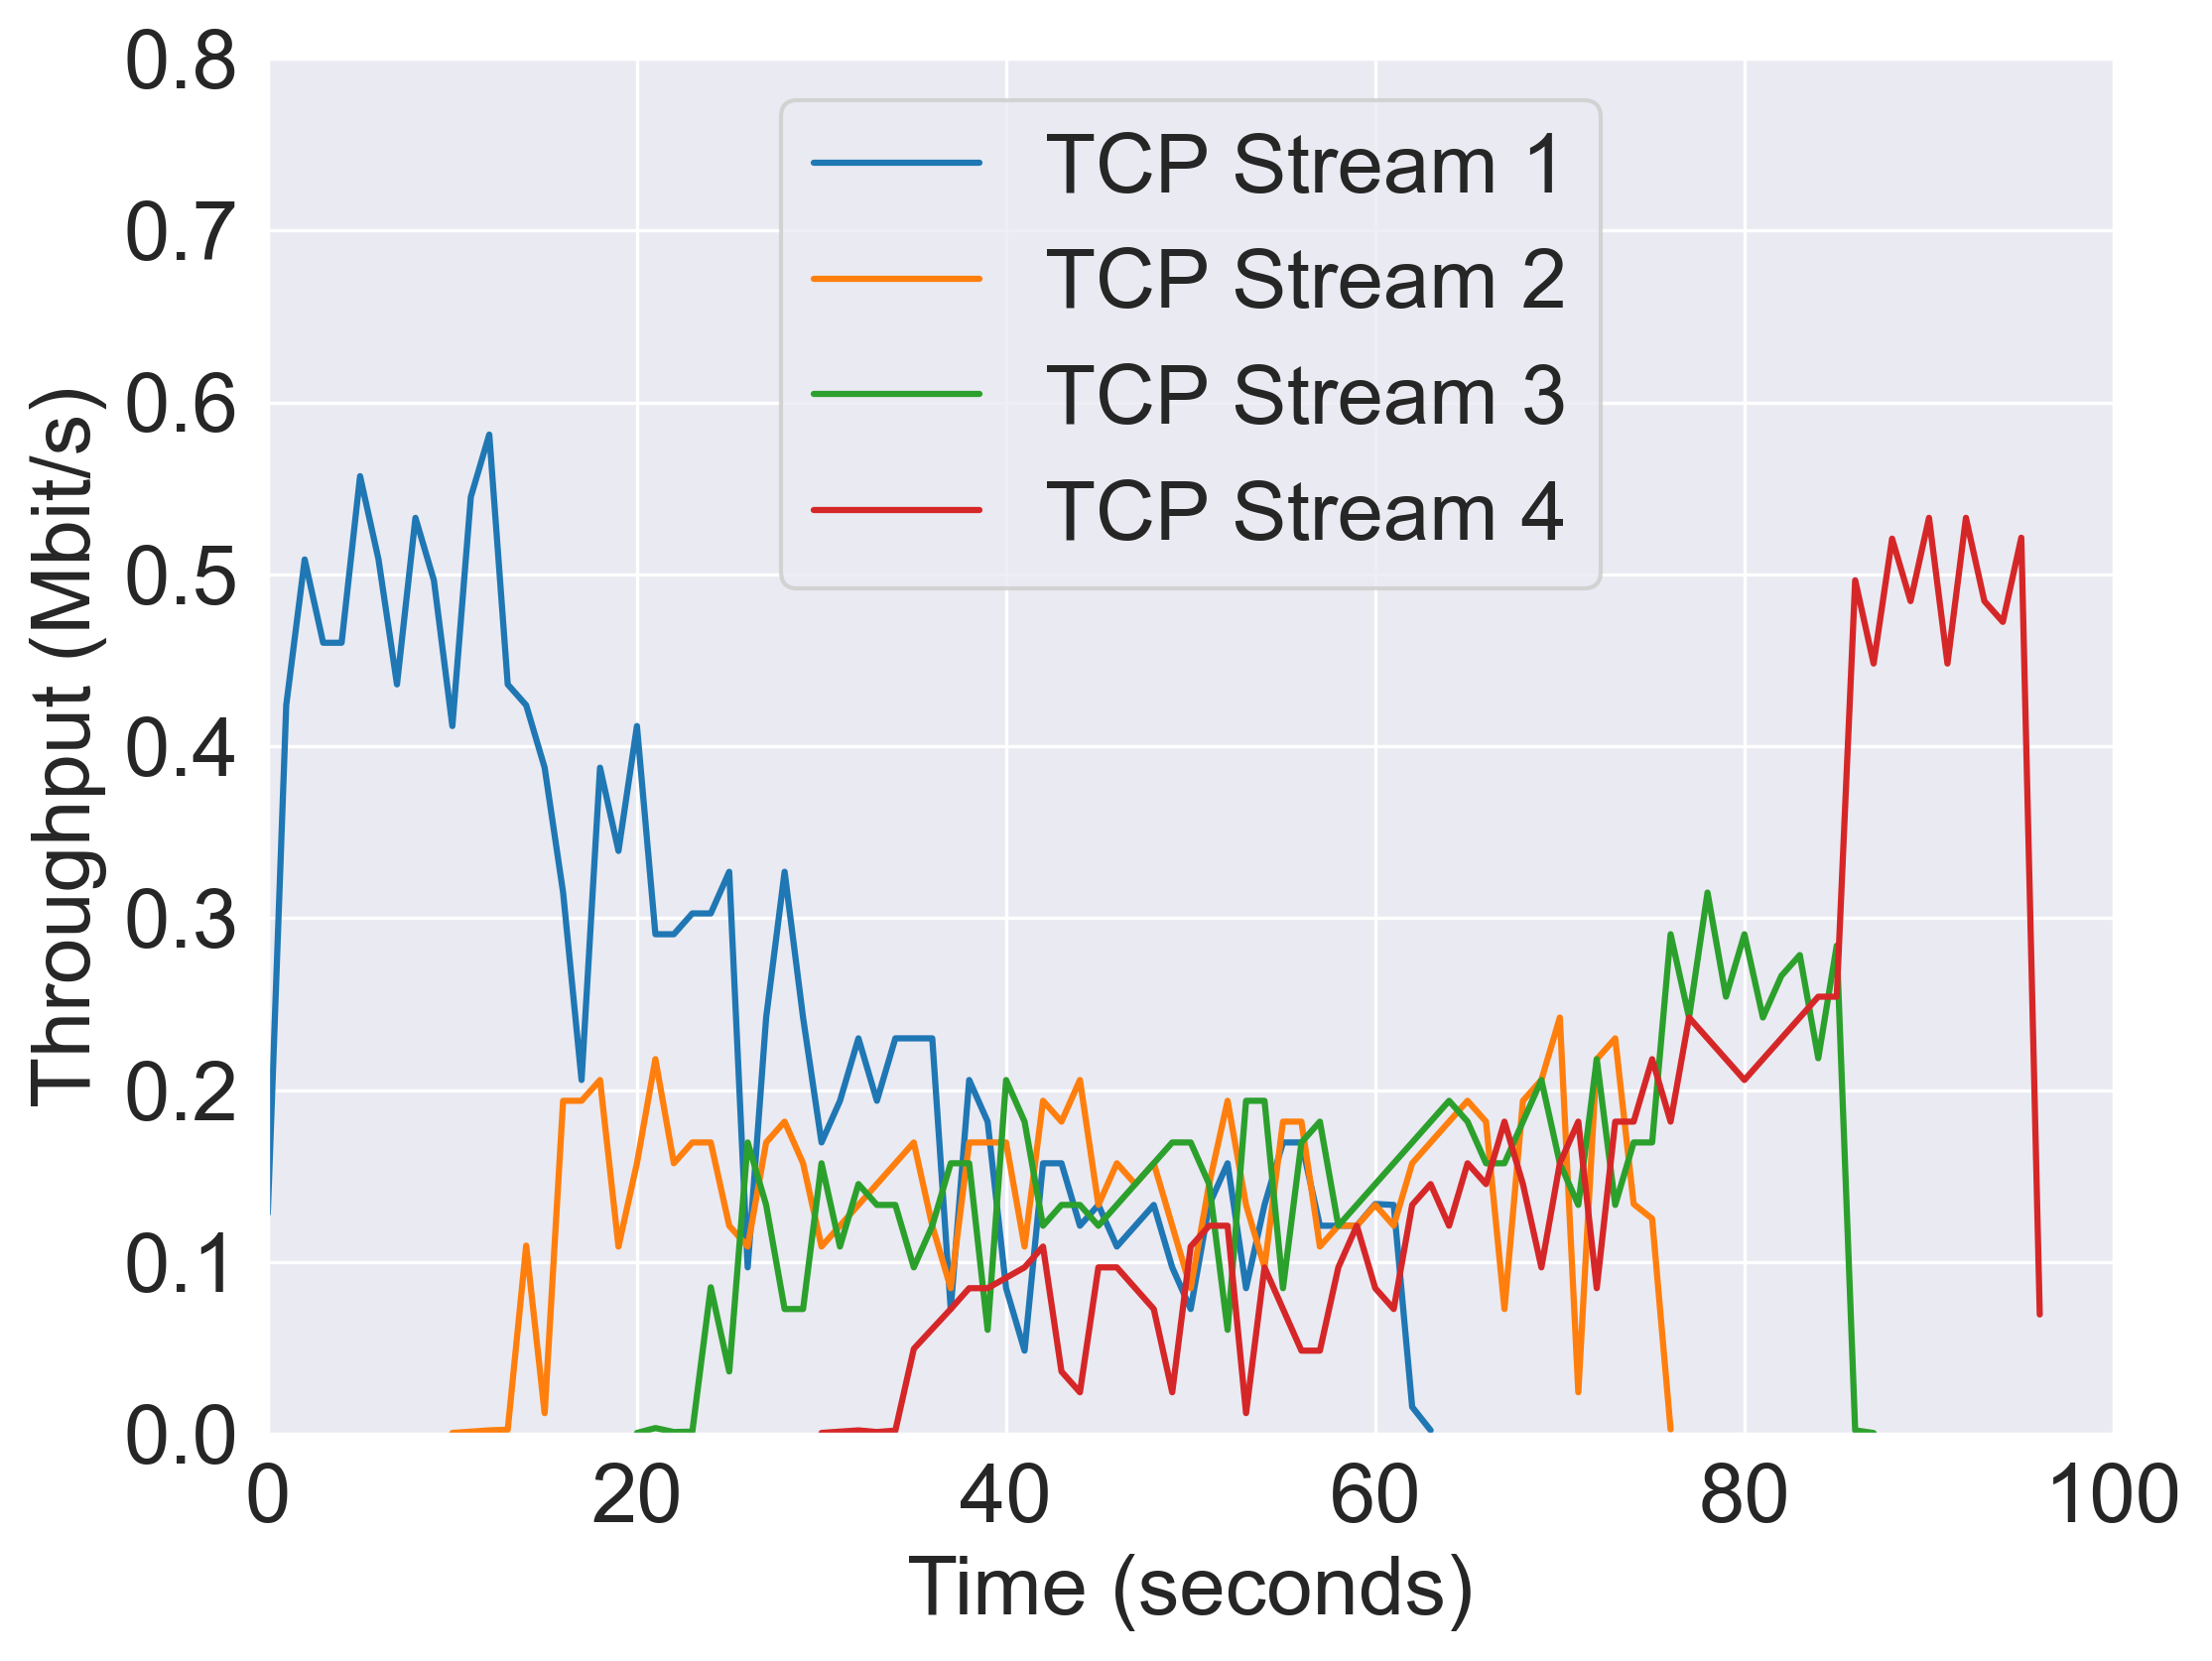 0.8
0.7
0.6
0.5
0.4
0.3
0.2
0.1
0.0
Throughput (Mbit/s)
TCP Stream 1
TCP Stream 2
TCP Stream 3
TCP Stream 4
0 20 40 60 80 100
Time (seconds)